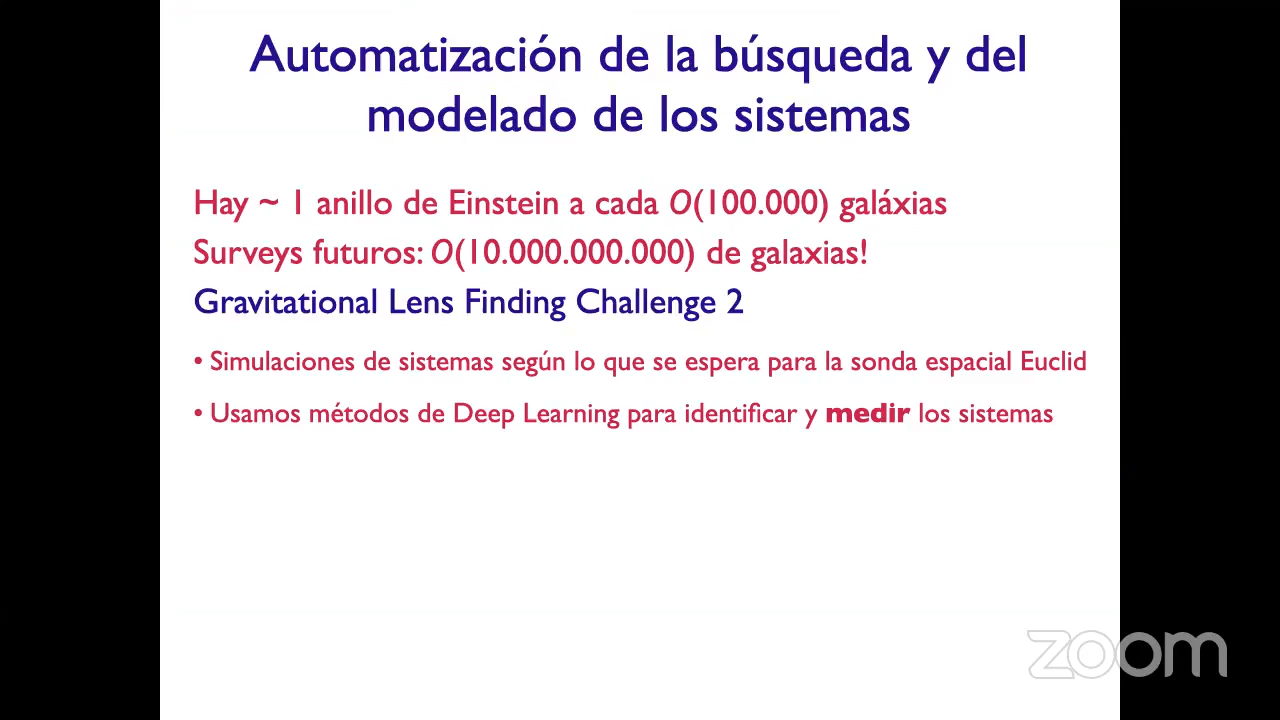 Automatización de la búsqueda y del
modelado de los sistemas
Hay ~ 1 anillo de Einstein a cada O(100.000) galáxias
Surveys futuros: O(10.000.000.000) de galaxias!
Gravitational Lens Finding Challenge 2
• Simulaciones de sistemas según lo que se espera para la sonda espacial Euclid
• Usamos métodos de Deep Learning para identificar y medir los sistemas
zoom